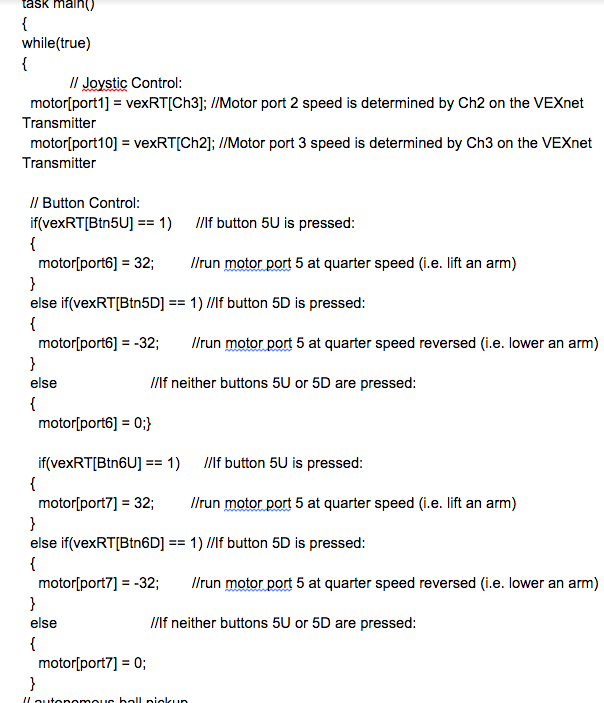 task main()
{
while(true)
{
// Joystic Control:
motor[port1] = vexRT[Ch3]; //Motor port 2 speed is determined by Ch2 on the VEXnet
Transmitter
motor[port10] = vexRT[Ch2]; //Motor port 3 speed is determined by Ch3 on the VEXnet
Transmitter
// Button Control:
if(vexRT[Btn5U] == 1) //If button 5U is pressed:
{
motor[port6] = 32; //run motor port 5 at quarter speed (i.e. lift an arm)
}
else if(vexRT[Btn5D] == 1) //If button 5D is pressed:
{
motor[port6] = -32; //run motor port 5 at quarter speed reversed (i.e. lower an arm)
}
else //If neither buttons 5U or 5D are pressed:
{
motor[port6] = 0;}
if(vexRT[Btn6U] == 1) //If button 5U is pressed:
{
motor[port7] = 32; //run motor port 5 at quarter speed (i.e. lift an arm)
}
else if(vexRT[Btn6D] == 1) //If button 5D is pressed:
{
motor[port7] = -32; //run motor port 5 at quarter speed reversed (i.e. lower an arm)
}
else //If neither buttons 5U or 5D are pressed:
{
motor[port7] = 0;
}
// autonomous ball pickup